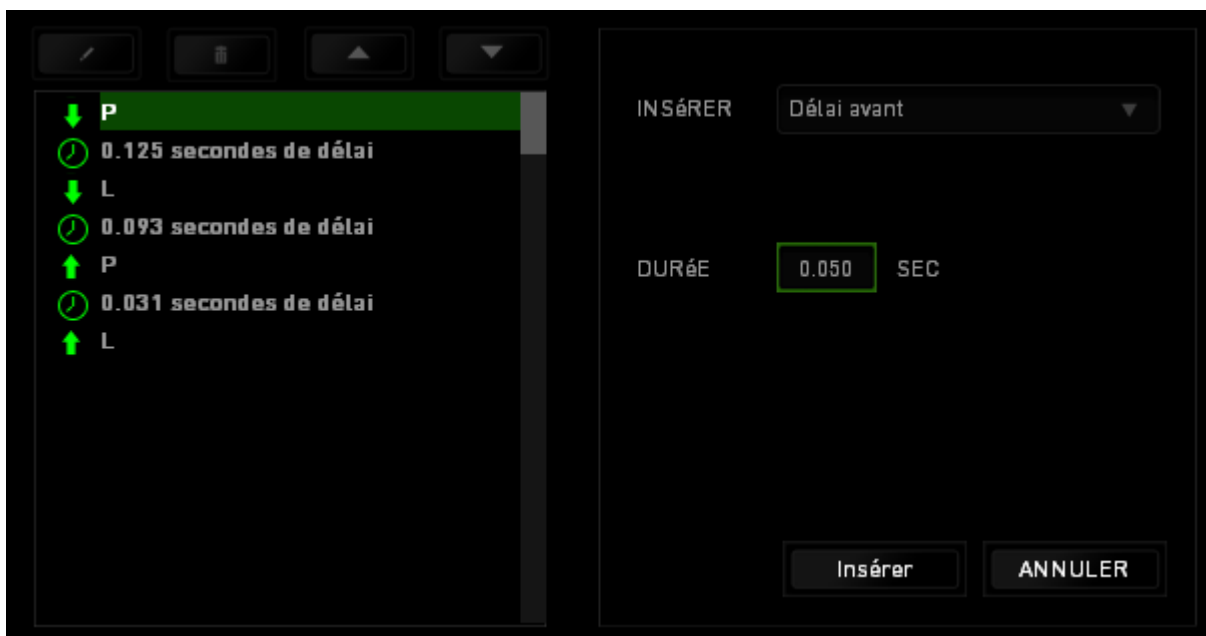 P
0.125 secondes de délai
L
0.093 secondes de délai
P
0.031 secondes de délai
L
INSéRER Délai avant
DURéE 0.050 SEC
Insérer ANNULER